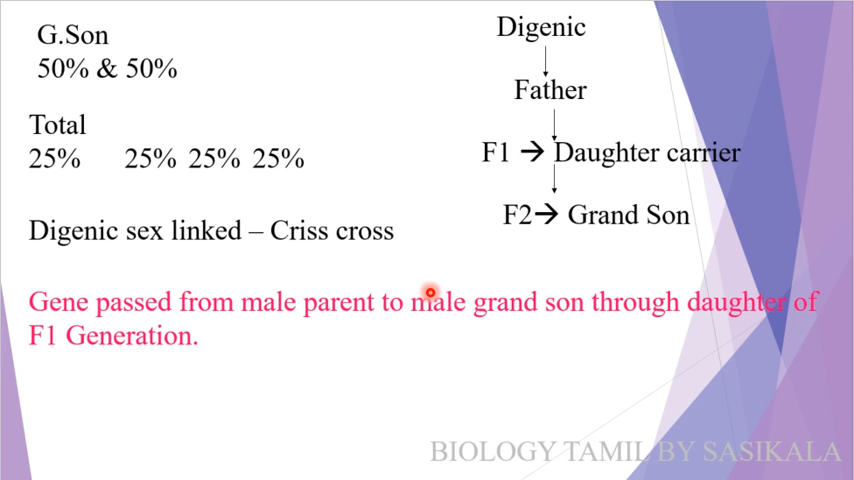 G.Son
50% & 50%
Total
25% 25% 25% 25%
Digenic sex linked – Criss cross
Digenic
Father
F1 → Daughter carrier
F2→ Grand Son
Gene passed from male parent to male grand son through daughter of
F1 Generation.
BIOLOGY TAMIL BY SASIKALA